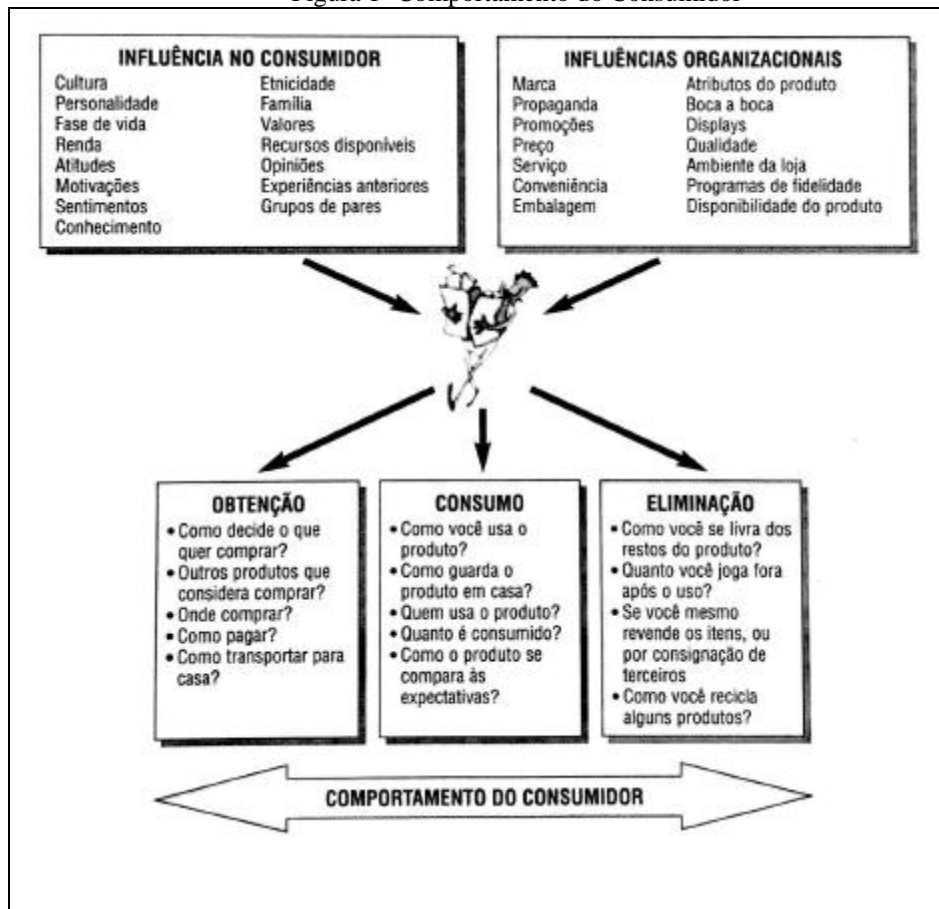 Figura 1- Comportamento do Consumidor
INFLUÊNCIA NO CONSUMIDOR
Cultura
Personalidade
Fase de vida
Renda
Atitudes
Motivações
Sentimentos
Conhecimento
Etnicidade
Família
Valores
Recursos disponíveis
Opiniões
Experiências anteriores
Grupos de pares
INFLUÊNCIAS ORGANIZACIONAIS
Marca
Propaganda
Promoções
Preço
Serviço
Conveniência
Embalagem
Atributos do produto
Boca a boca
Displays
Qualidade
Ambiente da loja
Programas de fidelidade
Disponibilidade do produto
OBTENÇÃO
• Como decide o que
quer comprar?
• Outros produtos que
considera comprar?
• Onde comprar?
• Como pagar?
• Como transportar para
casa?
CONSUMO
• Como você usa o
produto?
• Como guarda o
produto em casa?
• Quem usa o produto?
• Quanto é consumido?
• Como o produto se
compara às
expectativas?
ELIMINAÇÃO
• Como você se livra dos
restos do produto?
• Quanto você joga fora
após o uso?
• Se você mesmo
revende os itens, ou
por consignação de
terceiros
• Como você recicla
alguns produtos?
COMPORTAMENTO DO CONSUMIDOR